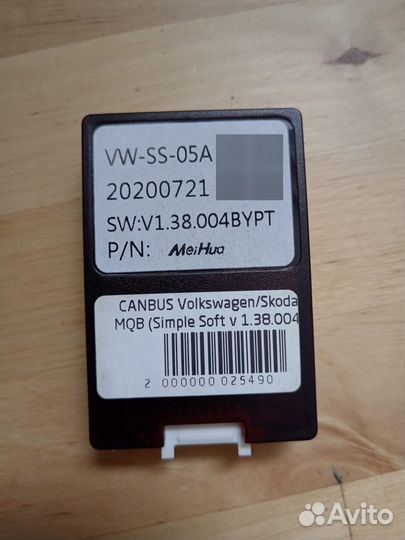 VW-SS-05A
20200721
SW:V1.38.004BYPT
P/N: MeiHua
CANBUS Volkswagen/Skoda
MQB (Simple Soft v 1.38.004
2 000000 025490
Avito